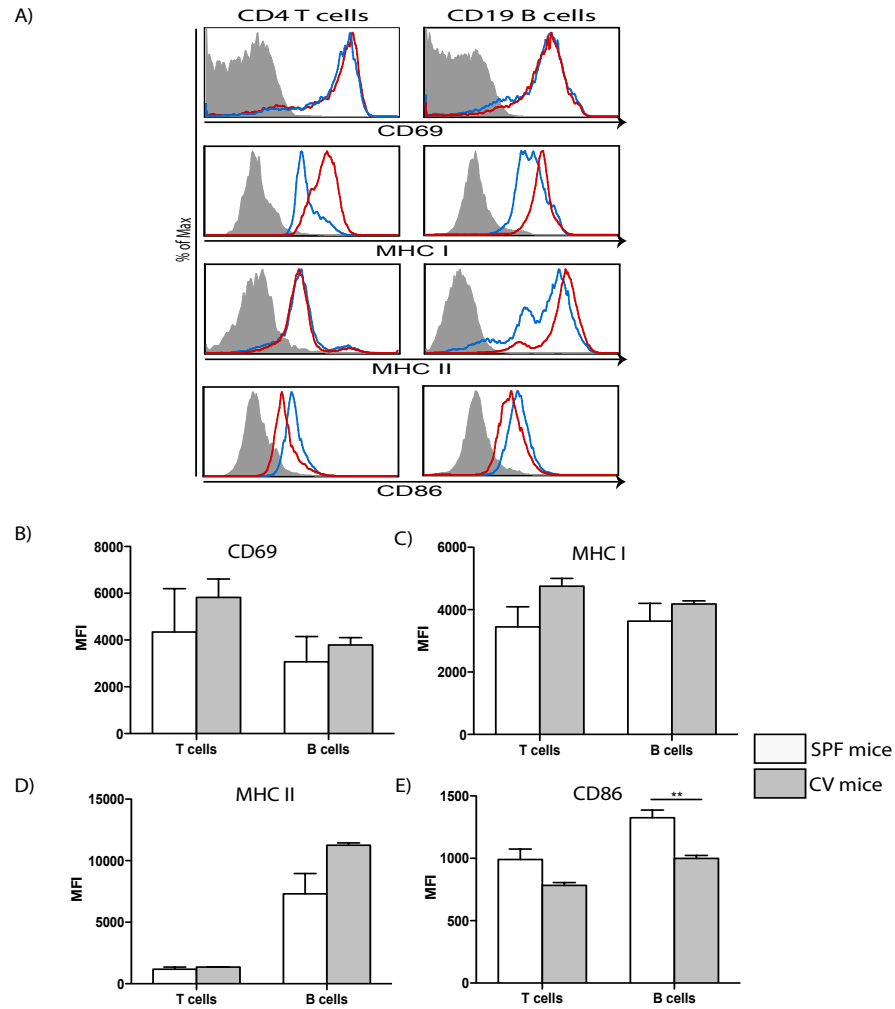 A)
CD4 T cells
CD19 B cells
% of Max
CD69
MHC I
MHC II
CD86
B)
CD69
MFI
8000
6000
4000
2000
0
T cells
B cells
C)
MHC I
MFI
6000
4000
2000
0
T cells
B cells
SPF mice
CV mice
D)
MHC II
MFI
15000
10000
5000
0
T cells
B cells
E)
CD86
**
MFI
1500
1000
500
0
T cells
B cells